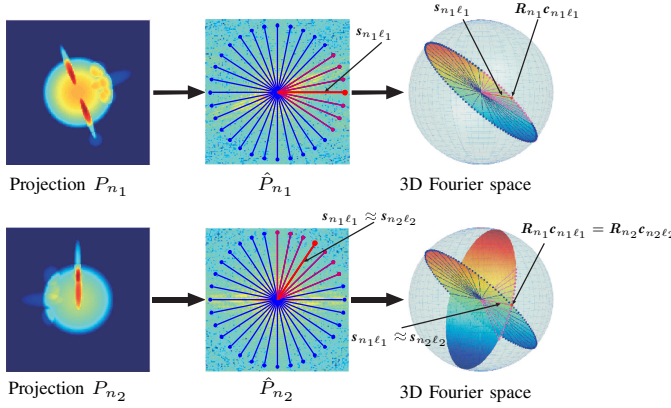 s_{n_1ℓ_1}
s_{n_1ℓ_1} R_{n_1}c_{n_1ℓ_1}
Projection P_{n_1}
P̂_{n_1}
3D Fourier space
s_{n_1ℓ_1} ≈ s_{n_2ℓ_2}
R_{n_1}c_{n_1ℓ_1} = R_{n_2}c_{n_2ℓ_2}
s_{n_1ℓ_1} ≈ s_{n_2ℓ_2}
Projection P_{n_2}
P̂_{n_2}
3D Fourier space